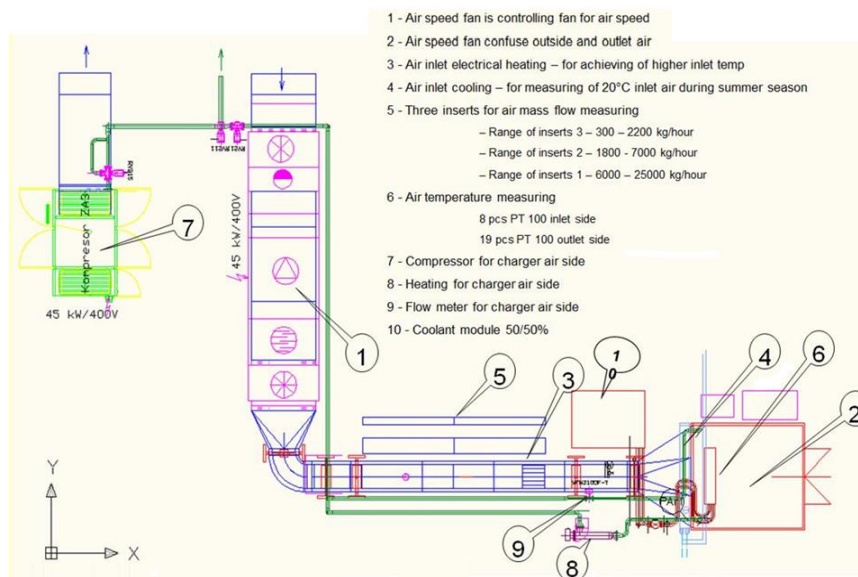 1 - Air speed fan is controlling fan for air speed
2 - Air speed fan confuse outside and outlet air
3 - Air inlet electrical heating – for achieving of higher inlet temp
4 - Air inlet cooling – for measuring of 20°C inlet air during summer season
5 - Three inserts for air mass flow measuring
– Range of inserts 3 – 300 – 2200 kg/hour
– Range of inserts 2 – 1800 - 7000 kg/hour
– Range of inserts 1 – 6000 – 25000 kg/hour
6 - Air temperature measuring
8 pcs PT 100 inlet side
19 pcs PT 100 outlet side
7 - Compressor for charger air side
8 - Heating for charger air side
9 - Flow meter for charger air side
10 - Coolant module 50/50%
Kompresor ZA3
45 kW/400V
45 kW/400V
7
1
5
3
1
0
4
6
2
9
8
Y
X